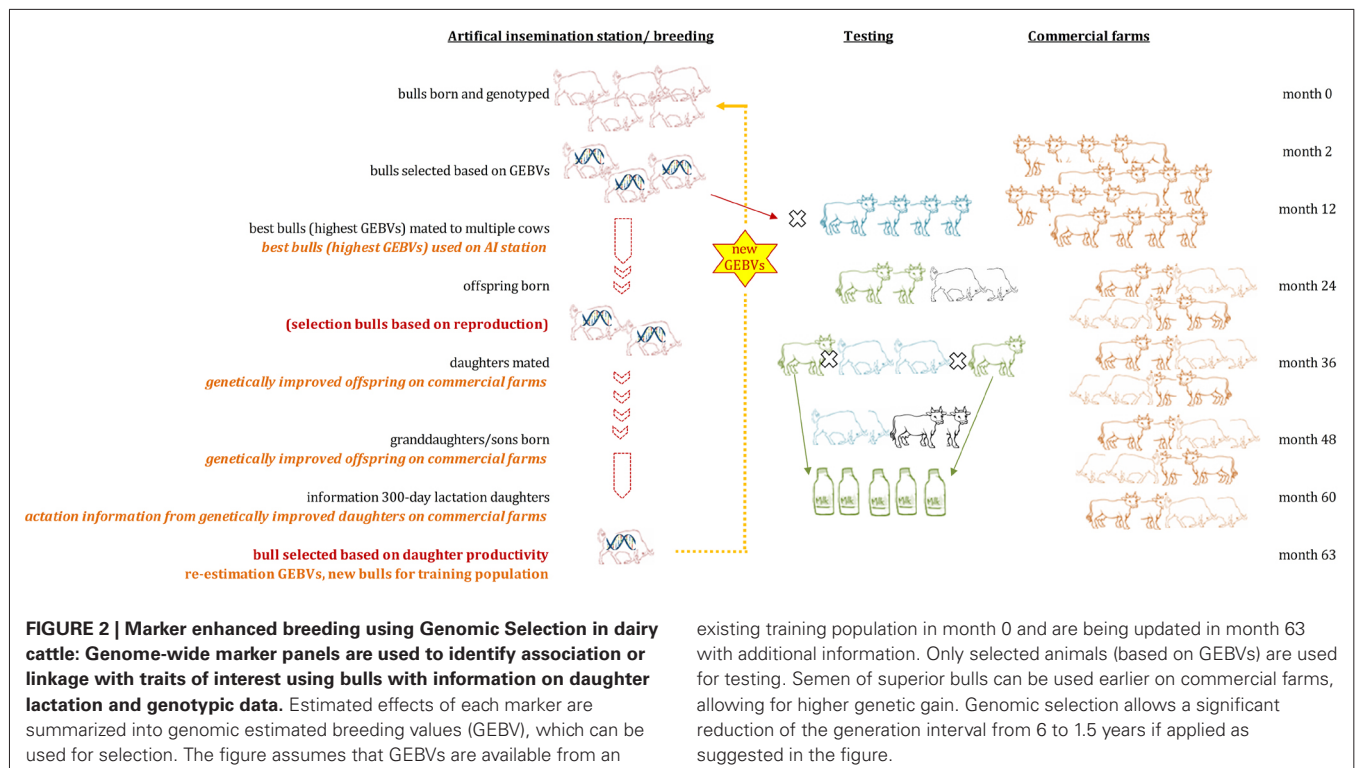 Artifical insemination station/ breeding
Testing
Commercial farms
bulls born and genotyped
month 0
month 2
bulls selected based on GEBVs
month 12
best bulls (highest GEBVs) mated to multiple cows
best bulls (highest GEBVs) used on AI station
new
GEBVs
offspring born
month 24
(selection bulls based on reproduction)
daughters mated
month 36
genetically improved offspring on commercial farms
granddaughters/sons born
month 48
genetically improved offspring on commercial farms
information 300-day lactation daughters
month 60
actation information from genetically improved daughters on commercial farms
bull selected based on daughter productivity
month 63
re-estimation GEBVs, new bulls for training population
FIGURE 2 | Marker enhanced breeding using Genomic Selection in dairy
cattle: Genome-wide marker panels are used to identify association or
linkage with traits of interest using bulls with information on daughter
lactation and genotypic data. Estimated effects of each marker are
summarized into genomic estimated breeding values (GEBV), which can be
used for selection. The figure assumes that GEBVs are available from an
existing training population in month 0 and are being updated in month 63
with additional information. Only selected animals (based on GEBVs) are used
for testing. Semen of superior bulls can be used earlier on commercial farms,
allowing for higher genetic gain. Genomic selection allows a significant
reduction of the generation interval from 6 to 1.5 years if applied as
suggested in the figure.